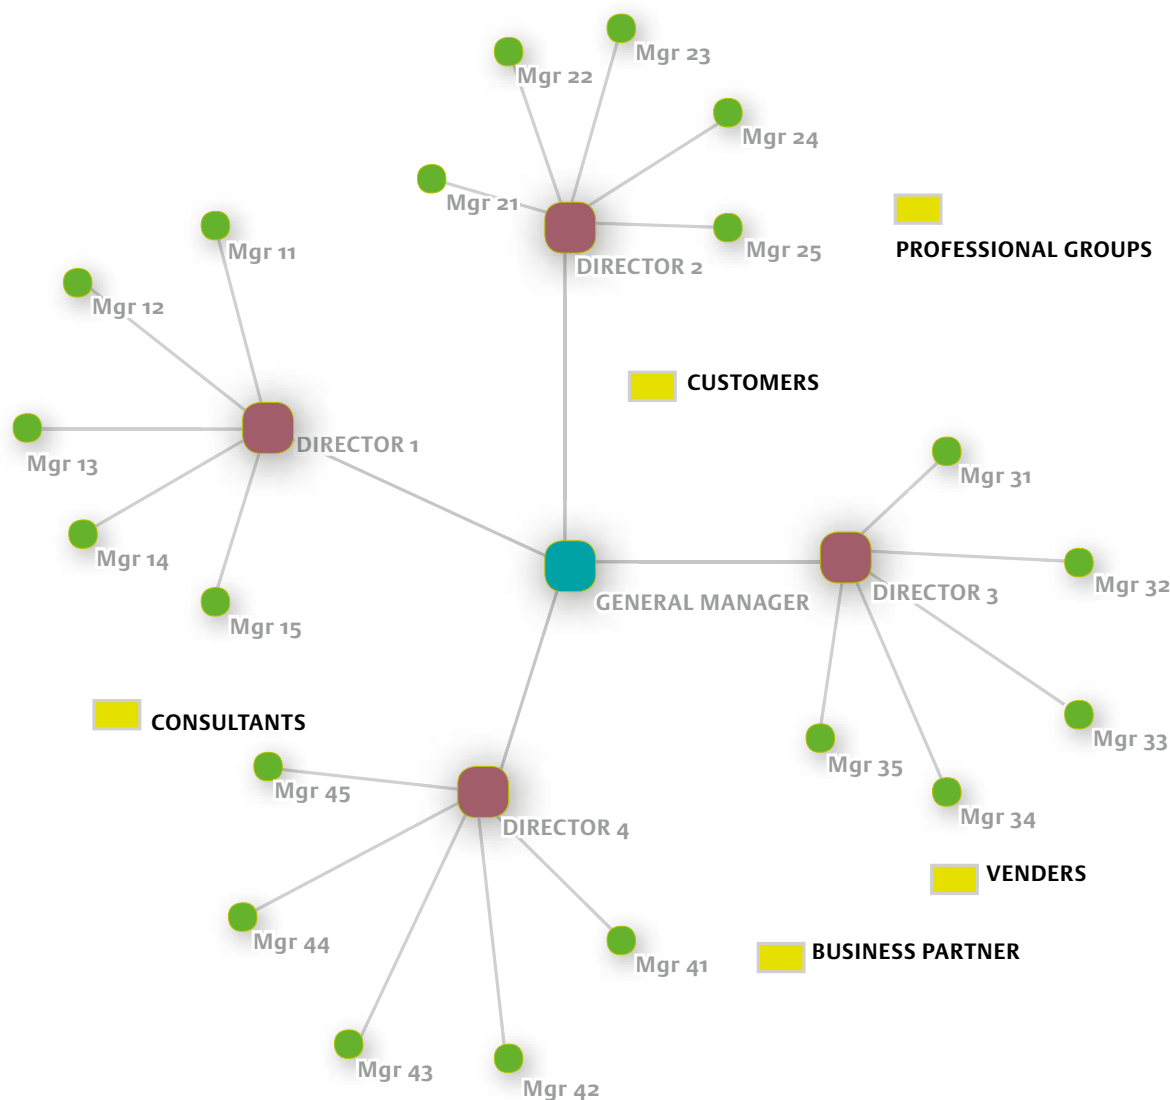 Mgr 23
Mgr 22
Mgr 24
Mgr 21
Mgr 25
DIRECTOR 2
PROFESSIONAL GROUPS
Mgr 11
Mgr 12
CUSTOMERS
DIRECTOR 1
Mgr 13
Mgr 14
Mgr 15
Mgr 31
Mgr 32
DIRECTOR 3
GENERAL MANAGER
Mgr 33
Mgr 35
Mgr 34
CONSULTANTS
Mgr 45
DIRECTOR 4
VENDERS
Mgr 44
Mgr 41
BUSINESS PARTNER
Mgr 43
Mgr 42